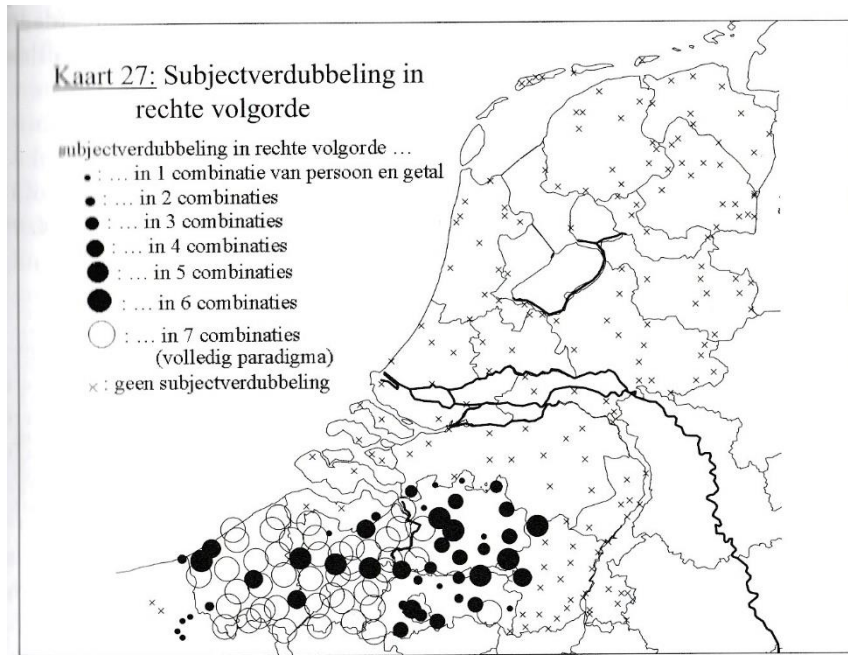 Kaart 27: Subjectverdubbeling in
rechte volgorde
subjectverdubbeling in rechte volgorde ...
: ... in 1 combinatie van persoon en getal
: ... in 2 combinaties
: ... in 3 combinaties
: ... in 4 combinaties
: ... in 5 combinaties
: ... in 6 combinaties
: ... in 7 combinaties
(volledig paradigma)
× : geen subjectverdubbeling